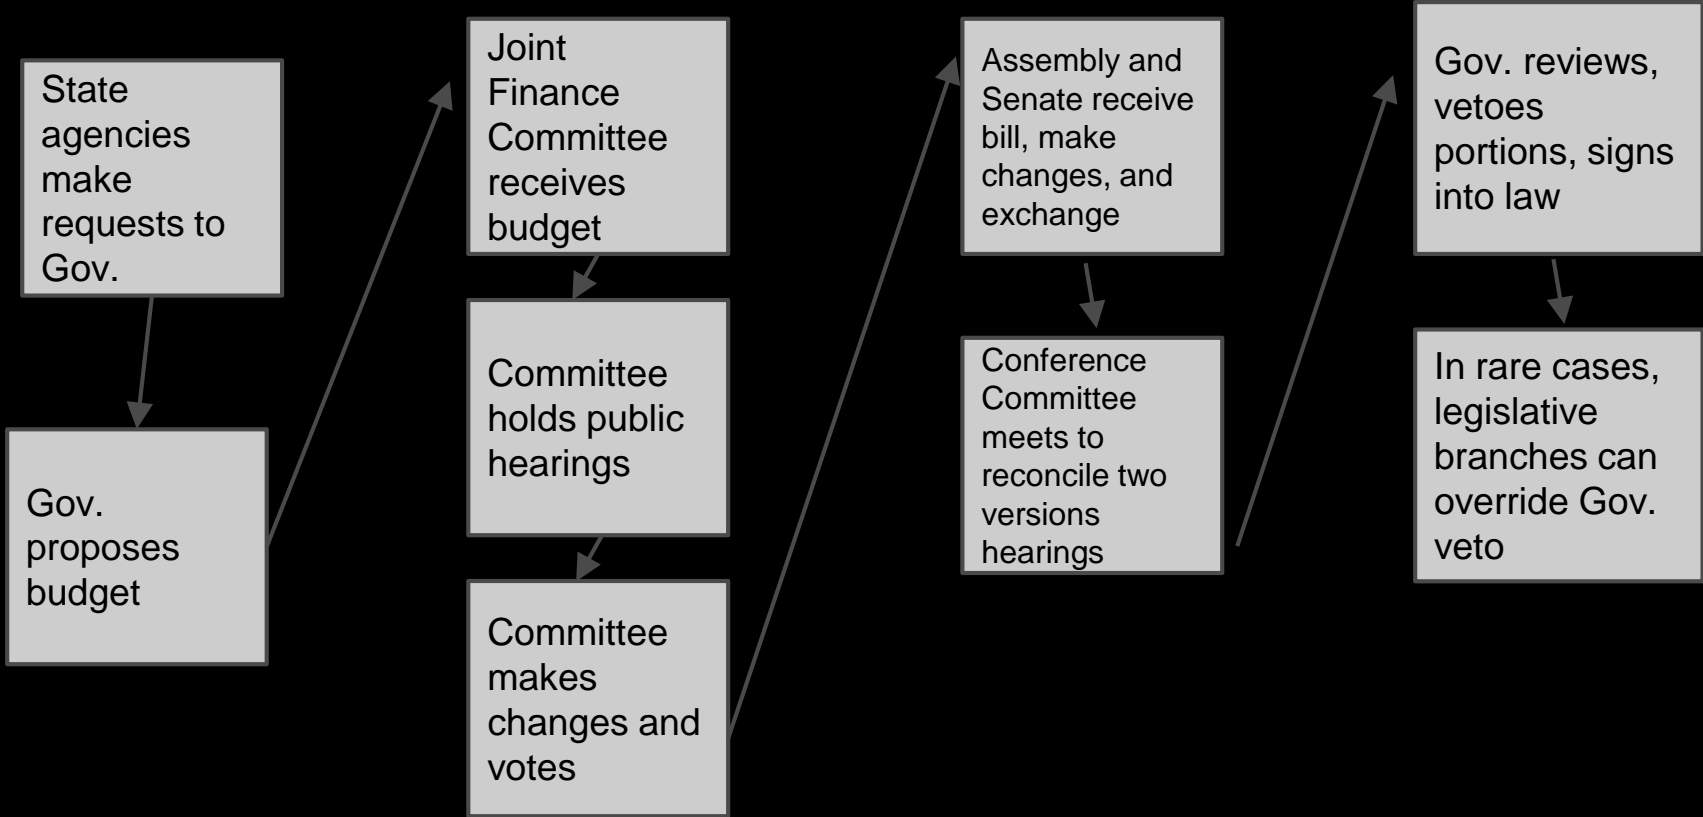 State
agencies
make
requests to
Gov.
Gov.
proposes
budget
Joint
Finance
Committee
receives
budget
Committee
holds public
hearings
Committee
makes
changes and
votes
Assembly and
Senate receive
bill, make
changes, and
exchange
Conference
Committee
meets to
reconcile two
versions
hearings
Gov. reviews,
vetoes
portions, signs
into law
In rare cases,
legislative
branches can
override Gov.
veto